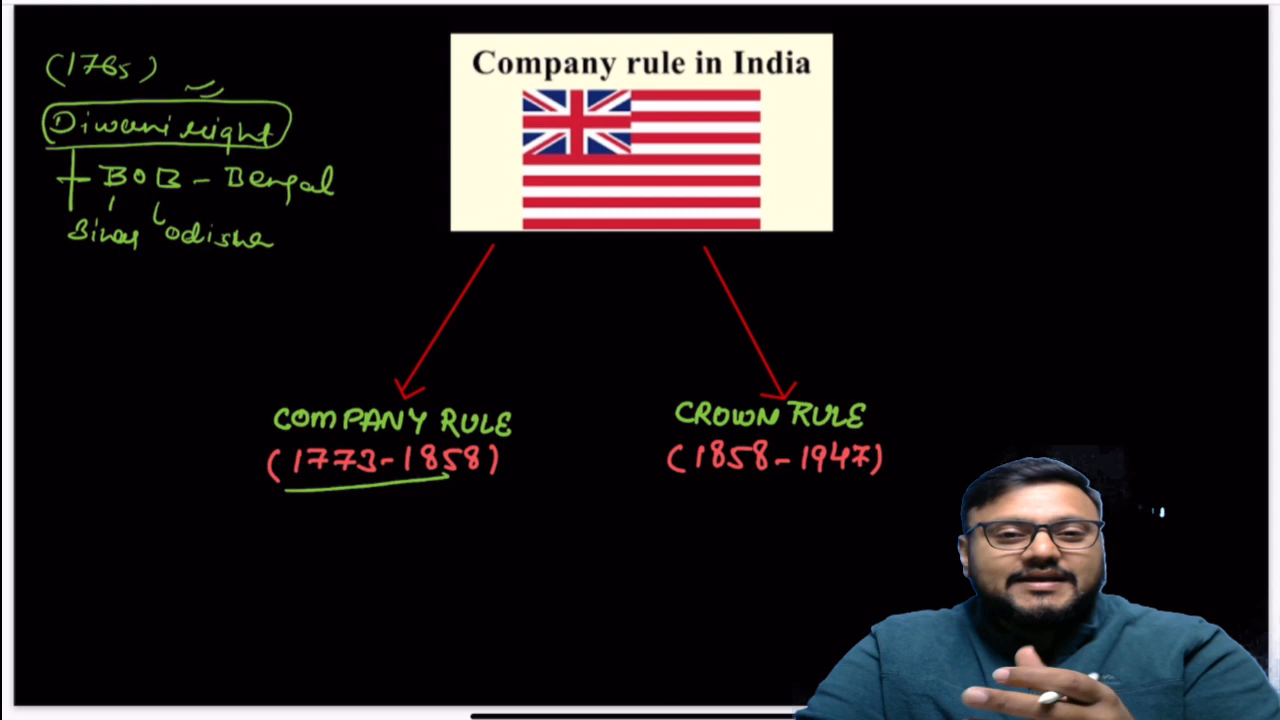 (1765)
Diwani right
BOB - Bengal
Bihar Odisha
Company rule in India
COMPANY RULE
(1773-1858)
CROWN RULE
(1858-1947)